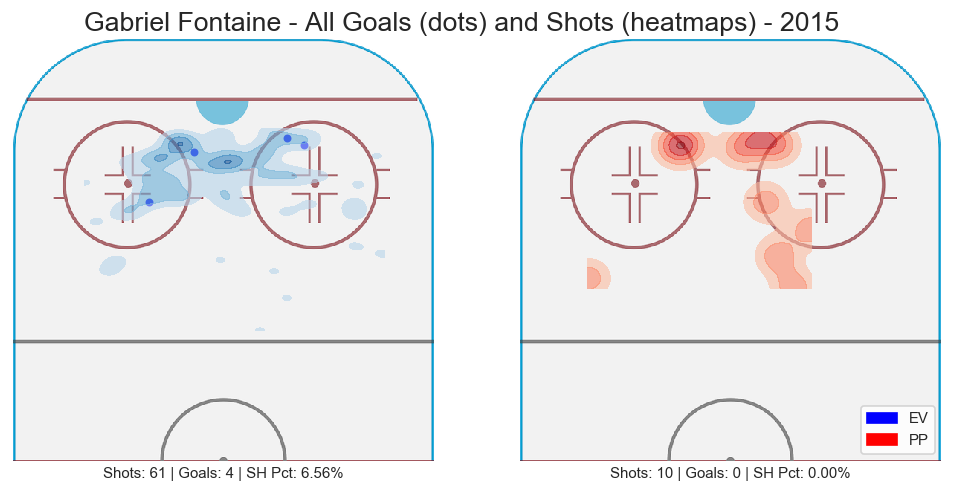 Gabriel Fontaine - All Goals (dots) and Shots (heatmaps) - 2015
EV
PP
Shots: 61 | Goals: 4 | SH Pct: 6.56%
Shots: 10 | Goals: 0 | SH Pct: 0.00%